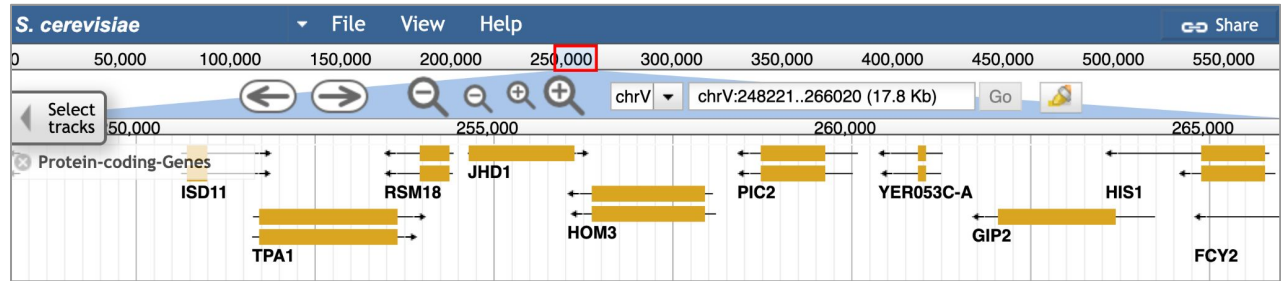 S. cerevisiae File View Help Share
0 50,000 100,000 150,000 200,000 250,000 300,000 350,000 400,000 450,000 500,000 550,000
chrV chrV:248221..266020 (17.8 Kb) Go
Select
tracks
50,000 255,000 260,000 265,000
Protein-coding-Genes
ISD11 RSM18 JHD1 PIC2 YER053C-A HIS1
TPA1 HOM3 GIP2 FCY2